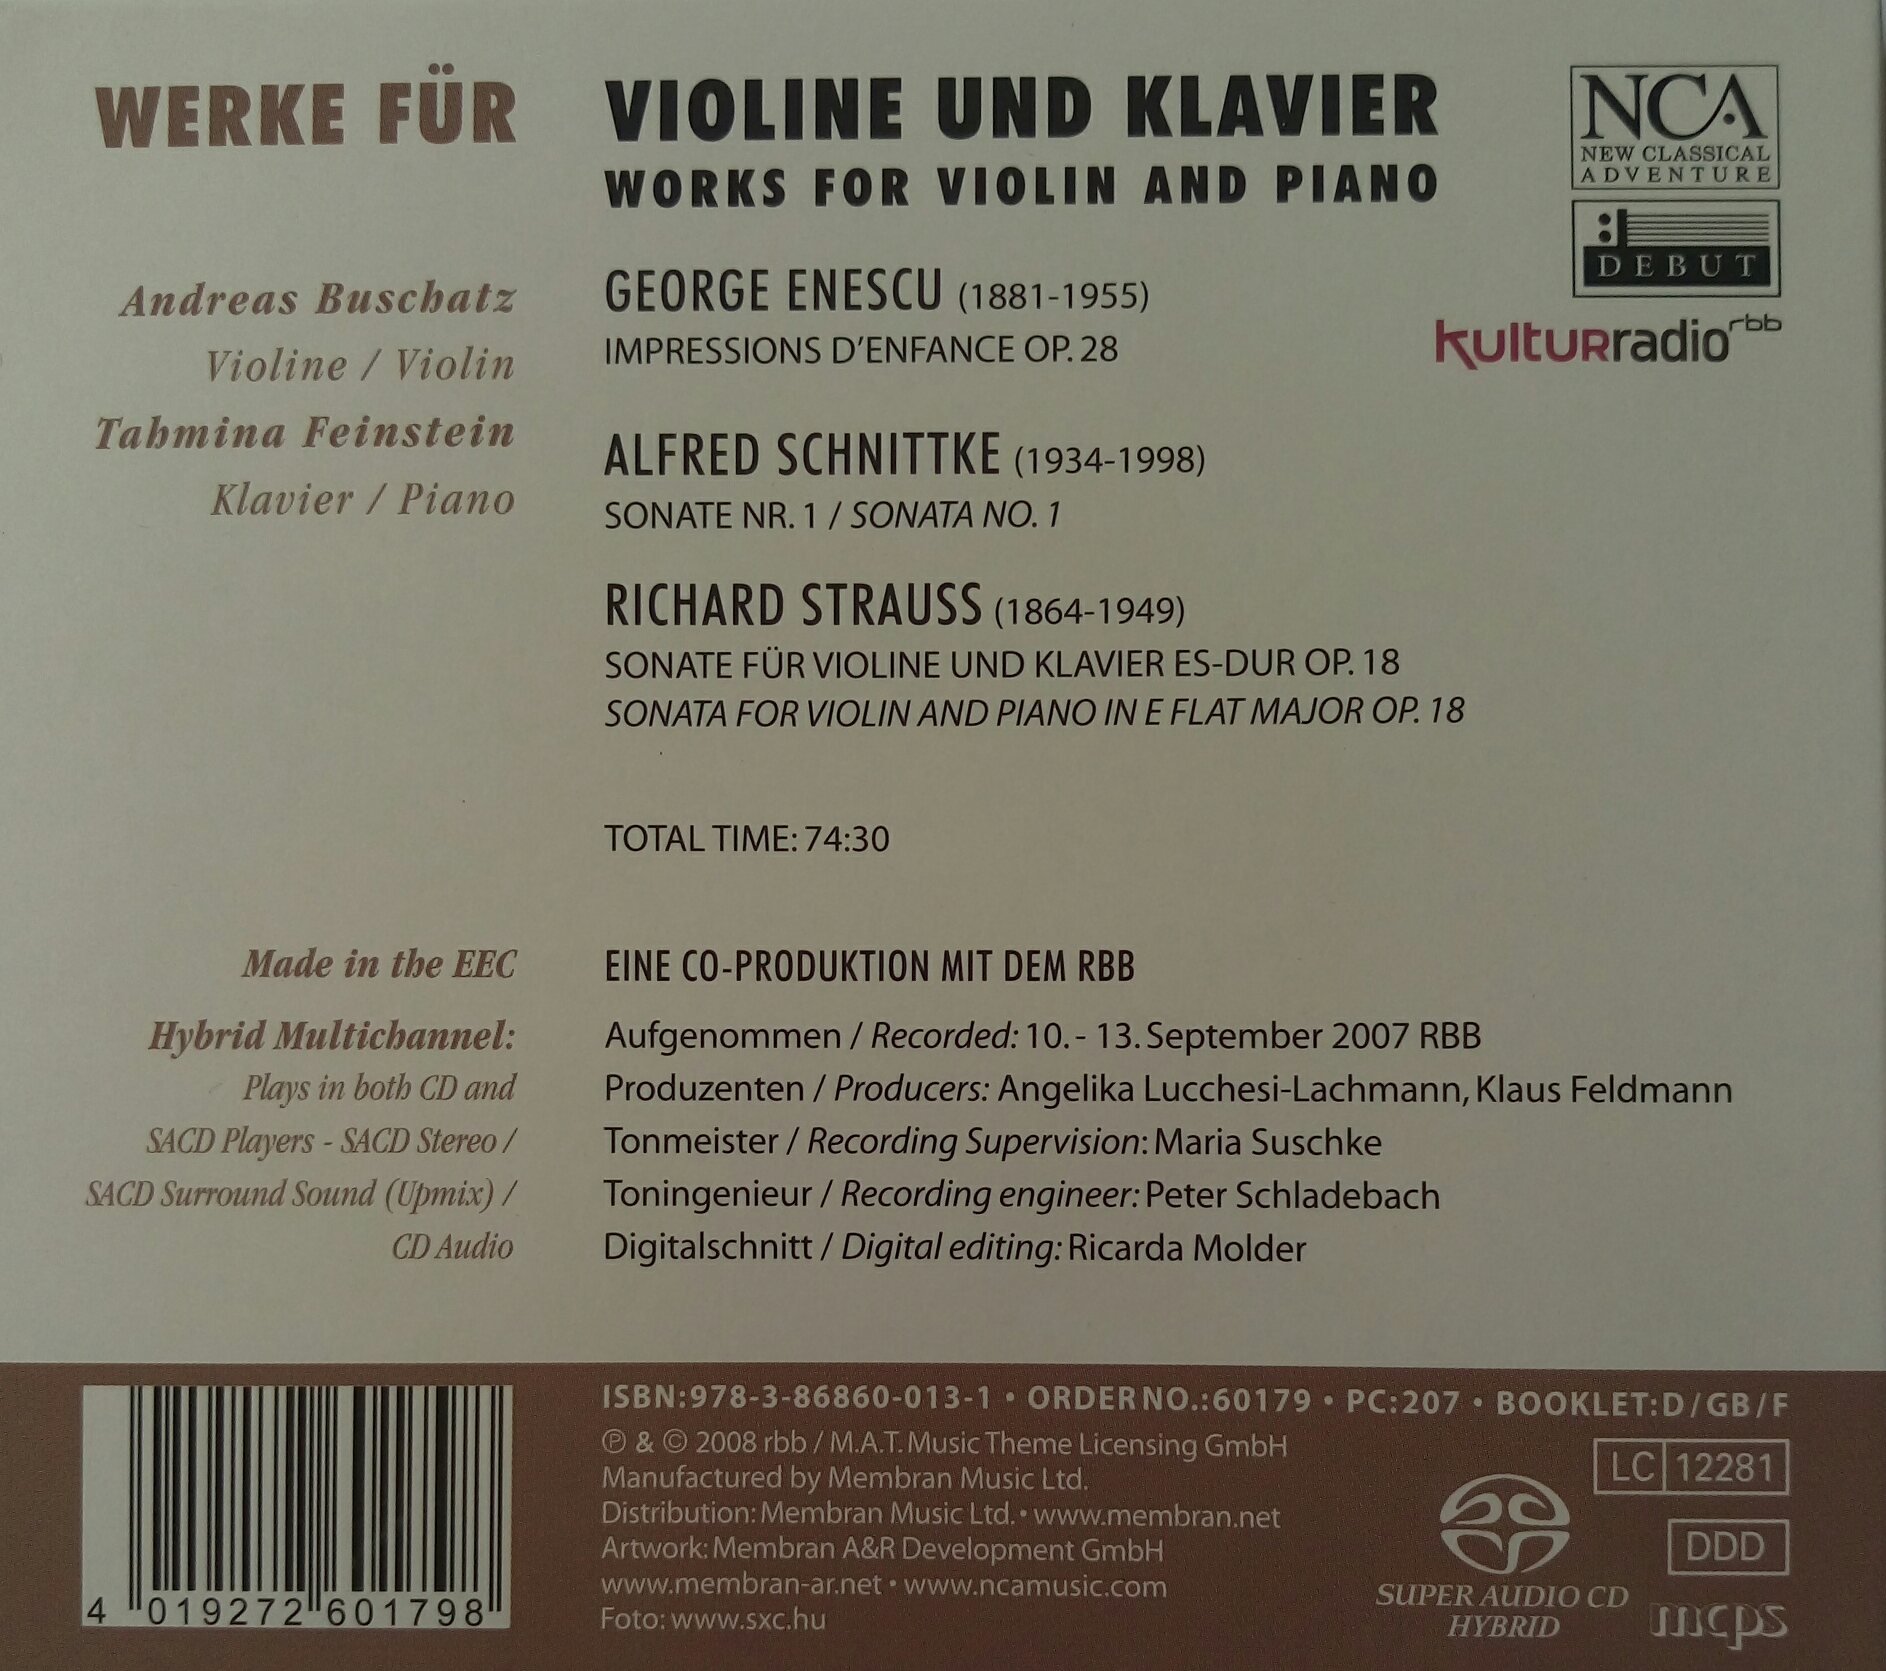 WERKE FÜR VIOLINE UND KLAVIER
WORKS FOR VIOLIN AND PIANO
NCA
NEW CLASSICAL
ADVENTURE
DEBUT
kulturradio rbb
Andreas Buschatz
Violine / Violin
Tahmina Feinstein
Klavier / Piano
GEORGE ENESCU (1881-1955)
IMPRESSIONS D'ENFANCE OP. 28
ALFRED SCHNITTKE (1934-1998)
SONATE NR. 1 / SONATA NO. 1
RICHARD STRAUSS (1864-1949)
SONATE FÜR VIOLINE UND KLAVIER ES-DUR OP. 18
SONATA FOR VIOLIN AND PIANO IN E FLAT MAJOR OP. 18
TOTAL TIME: 74:30
Made in the EEC
Hybrid Multichannel:
Plays in both CD and
SACD Players - SACD Stereo /
SACD Surround Sound (Upmix) /
CD Audio
EINE CO-PRODUKTION MIT DEM RBB
Aufgenommen / Recorded: 10. - 13. September 2007 RBB
Produzenten / Producers: Angelika Lucchesi-Lachmann, Klaus Feldmann
Tonmeister / Recording Supervision: Maria Suschke
Toningenieur / Recording engineer: Peter Schladebach
Digitalschnitt / Digital editing: Ricarda Molder
4 019272 601798
ISBN:978-3-86860-013-1 • ORDER NO.:60179 • PC:207 • BOOKLET:D/GB/F
℗ & © 2008 rbb / M.A.T. Music Theme Licensing GmbH
Manufactured by Membran Music Ltd.
Distribution: Membran Music Ltd. • www.membran.net
Artwork: Membran A&R Development GmbH
www.membran-ar.net • www.ncamusic.com
Foto: www.sxc.hu
LC 12281
DDD
SUPER AUDIO CD
HYBRID
mcps